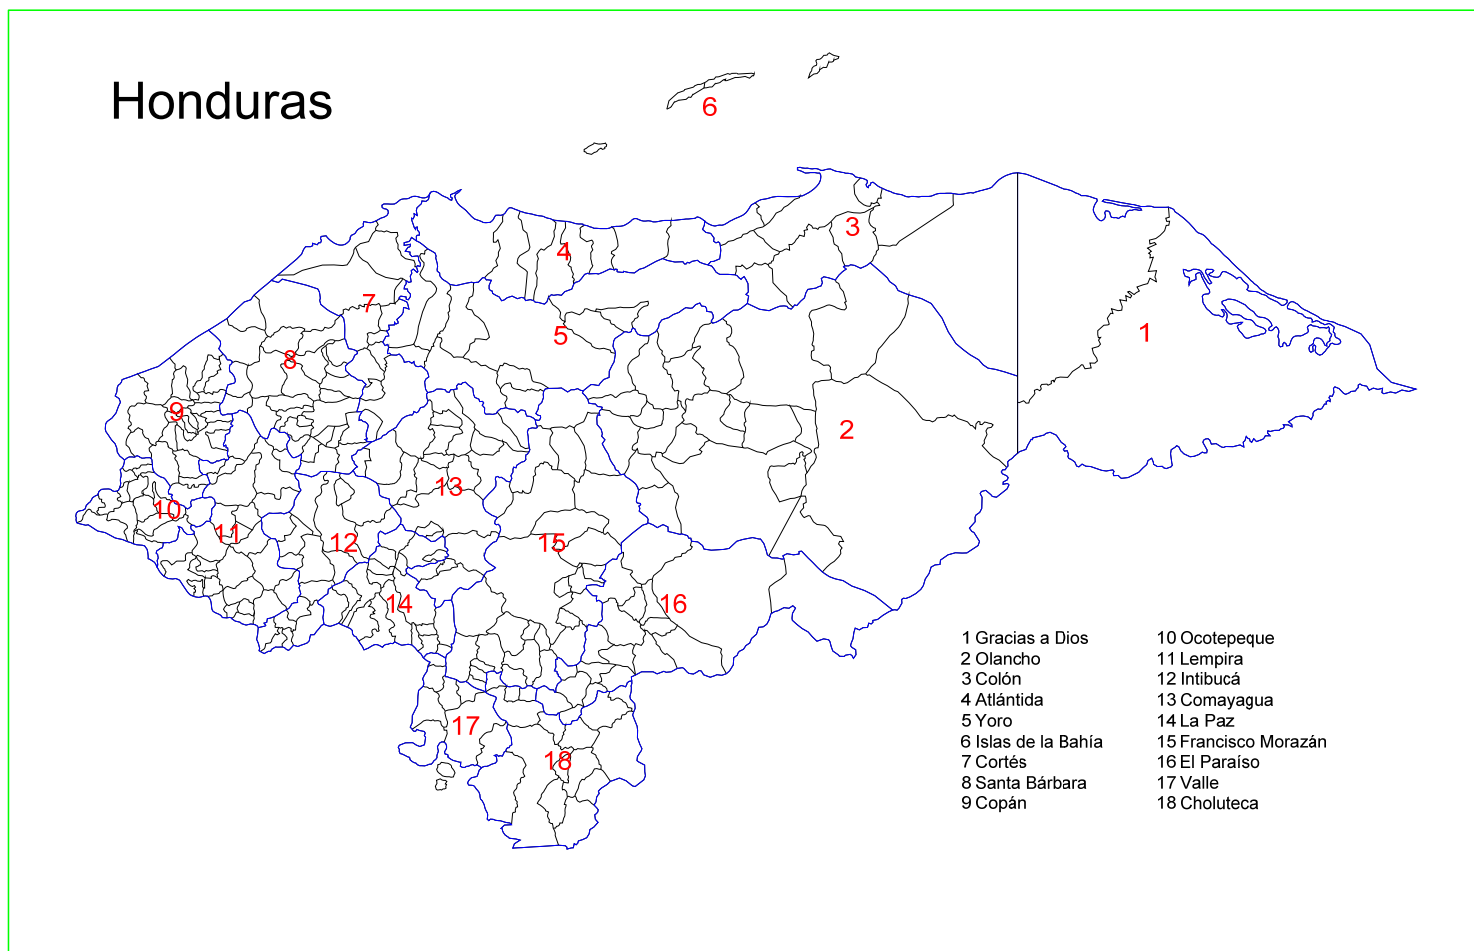 Honduras
6
3
4
1
7
5
8
9
2
13
10
11
12
15
14
16
17
18
1 Gracias a Dios
2 Olancho
3 Colón
4 Atlántida
5 Yoro
6 Islas de la Bahía
7 Cortés
8 Santa Bárbara
9 Copán
10 Ocotepeque
11 Lempira
12 Intibucá
13 Comayagua
14 La Paz
15 Francisco Morazán
16 El Paraíso
17 Valle
18 Choluteca